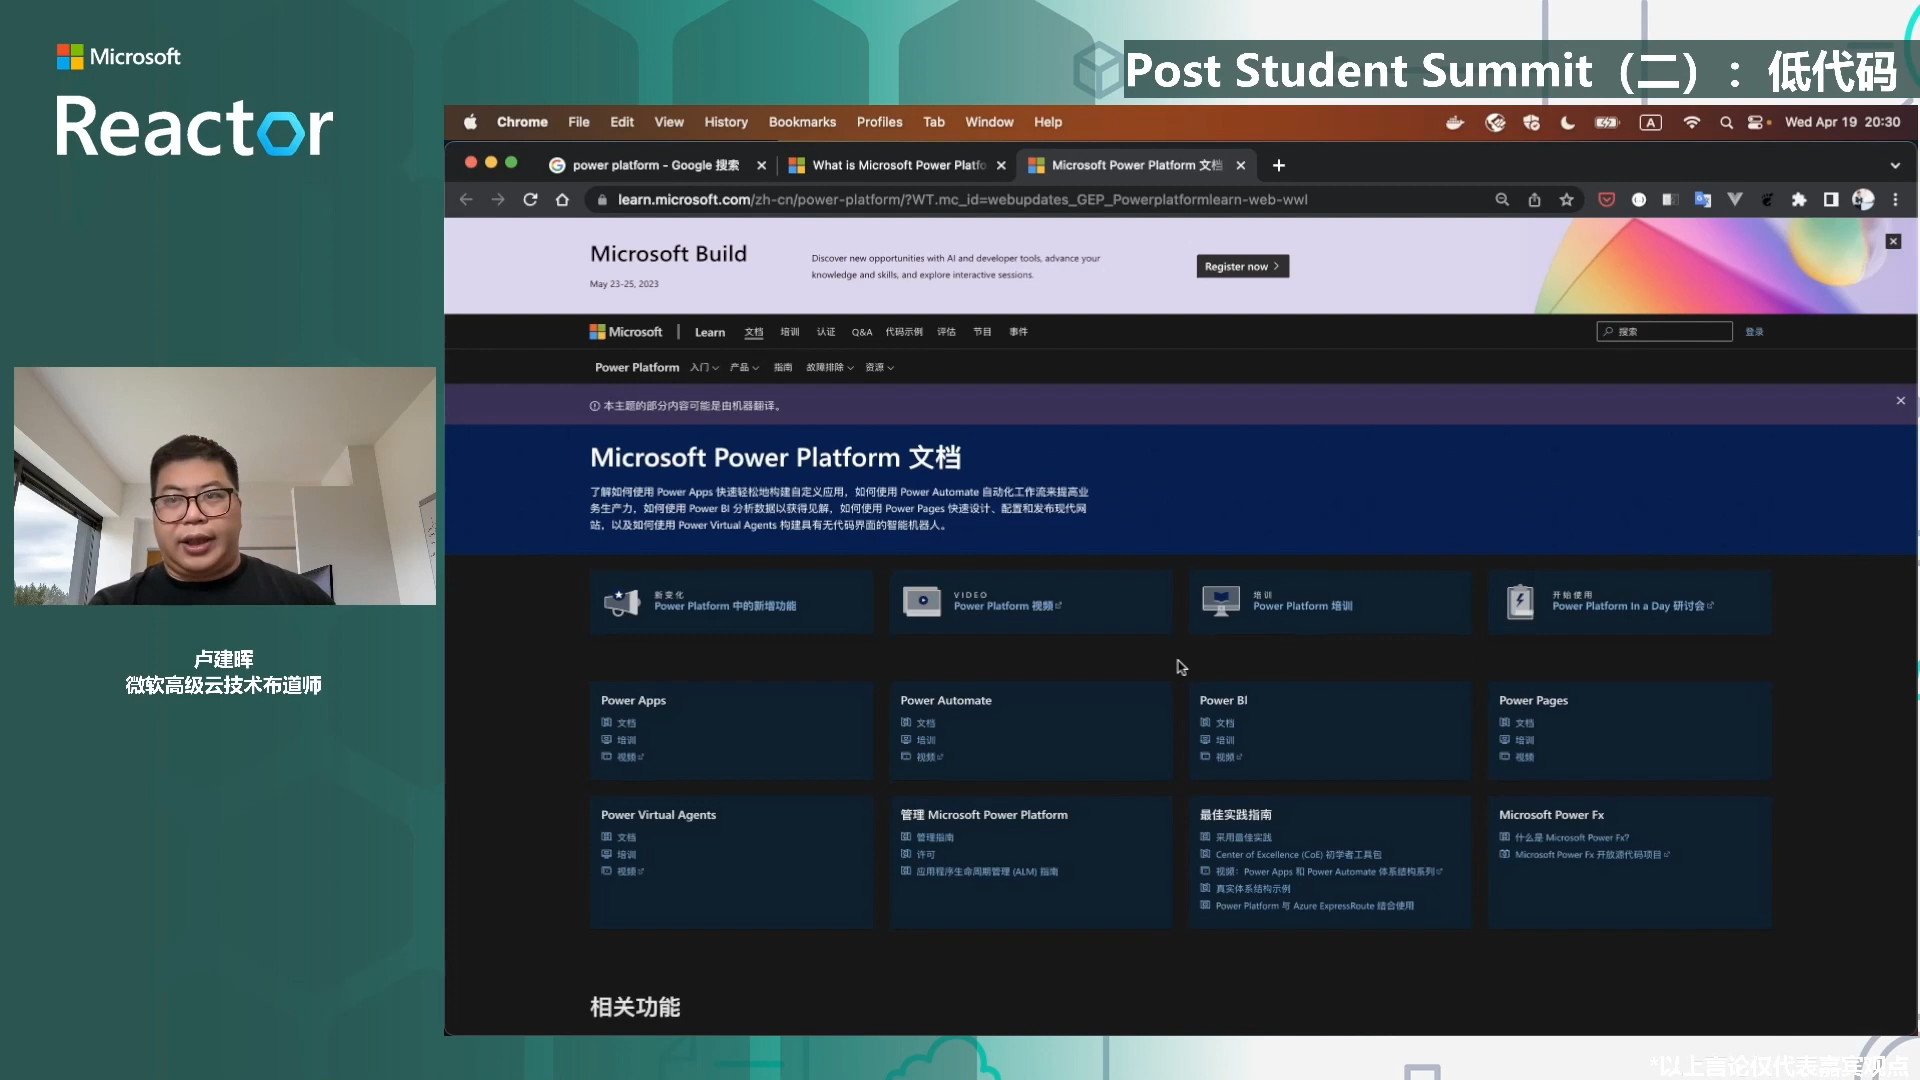 Microsoft
Reactor
Post Student Summit（二）：低代码
Chrome File Edit View History Bookmarks Profiles Tab Window Help
A
Wed Apr 19 20:30
power platform - Google 搜索
What is Microsoft Power Platfo
Microsoft Power Platform 文档
learn.microsoft.com/zh-cn/power-platform/?WT.mc_id=webupdates_GEP_Powerplatformlearn-web-wwl
Microsoft Build
May 23-25, 2023
Discover new opportunities with AI and developer tools, advance your
knowledge and skills, and explore interactive sessions.
Register now
Microsoft Learn 文档 培训 认证 Q&A 代码示例 评估 节目 事件
搜索
登录
Power Platform 入门 产品 指南 故障排除 资源
本主题的部分内容可能是由机器翻译。
Microsoft Power Platform 文档
了解如何使用 Power Apps 快速轻松地构建自定义应用，如何使用 Power Automate 自动化工作流来提高业
务生产力，如何使用 Power BI 分析数据以获得见解，如何使用 Power Pages 快速设计、配置和发布现代网
站，以及如何使用 Power Virtual Agents 构建具有无代码界面的智能机器人。
新变化
Power Platform 中的新增功能
VIDEO
Power Platform 视频
培训
Power Platform 培训
开始使用
Power Platform In a Day 研讨会
Power Apps
文档
培训
视频
Power Automate
文档
培训
视频
Power BI
文档
培训
视频
Power Pages
文档
培训
视频
Power Virtual Agents
文档
培训
视频
管理 Microsoft Power Platform
管理指南
许可
应用程序生命周期管理 (ALM) 指南
最佳实践指南
采用最佳实践
Center of Excellence (CoE) 初学者工具包
视频：Power Apps 和 Power Automate 体系结构系列
真实体系结构示例
Power Platform 与 Azure ExpressRoute 结合使用
Microsoft Power Fx
什么是 Microsoft Power Fx?
Microsoft Power Fx 开放源代码项目
相关功能
卢建晖
微软高级云技术布道师
*以上言论仅代表嘉宾观点